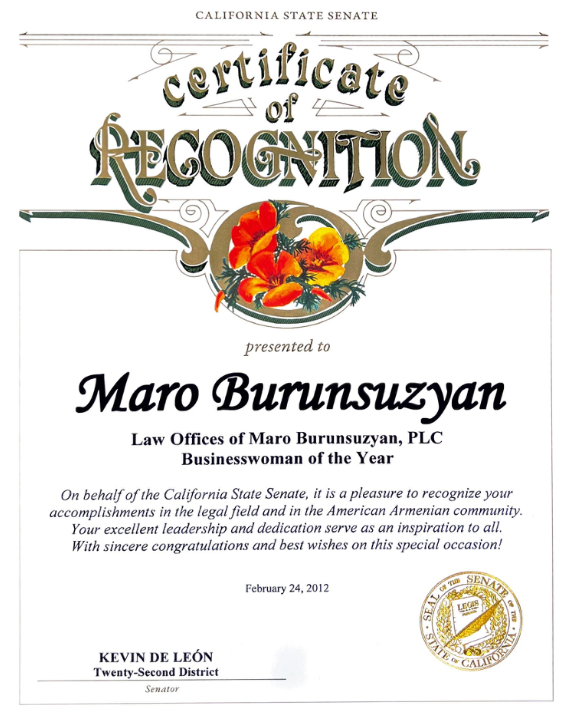 CALIFORNIA STATE SENATE
Certificate
of
RECOGNITION
presented to
Maro Burunsuzyan
Law Offices of Maro Burunsuzyan, PLC
Businesswoman of the Year
On behalf of the California State Senate, it is a pleasure to recognize your
accomplishments in the legal field and in the American Armenian community.
Your excellent leadership and dedication serve as an inspiration to all.
With sincere congratulations and best wishes on this special occasion!
February 24, 2012
SEAL OF THE SENATE OF THE STATE OF CALIFORNIA
LEGIS
KEVIN DE LEÓN
Twenty-Second District
Senator